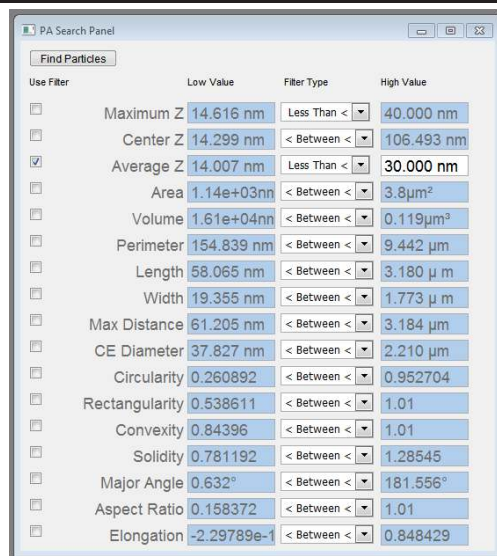 PA Search Panel
Find Particles
Use Filter Low Value Filter Type High Value
Maximum Z 14.616 nm Less Than < 40.000 nm
Center Z 14.299 nm < Between < 106.493 nm
Average Z 14.007 nm Less Than < 30.000 nm
Area 1.14e+03nn < Between < 3.8µm²
Volume 1.61e+04nn < Between < 0.119µm³
Perimeter 154.839 nm < Between < 9.442 µm
Length 58.065 nm < Between < 3.180 µ m
Width 19.355 nm < Between < 1.773 µ m
Max Distance 61.205 nm < Between < 3.184 µm
CE Diameter 37.827 nm < Between < 2.210 µm
Circularity 0.260892 < Between < 0.952704
Rectangularity 0.538611 < Between < 1.01
Convexity 0.84396 < Between < 1.01
Solidity 0.781192 < Between < 1.28545
Major Angle 0.632° < Between < 181.556°
Aspect Ratio 0.158372 < Between < 1.01
Elongation -2.29789e-1 < Between < 0.848429